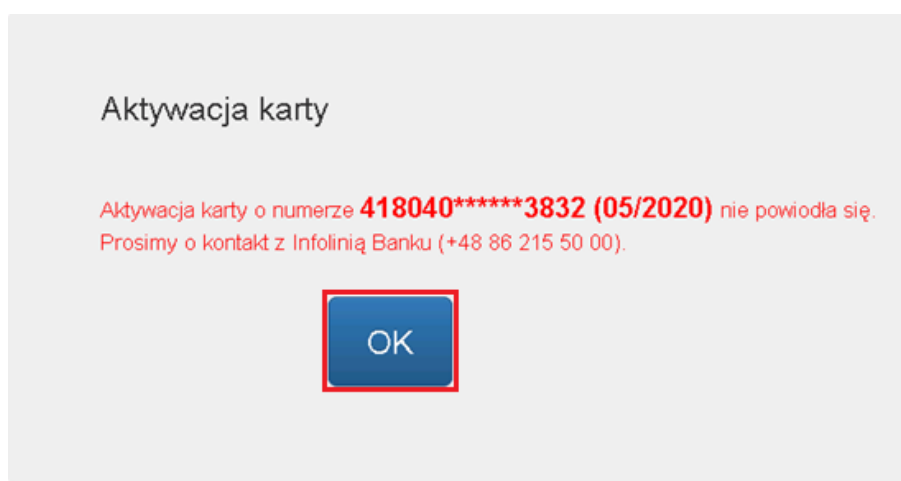 Aktywacja karty
Aktywacja karty o numerze 418040******3832 (05/2020) nie powiodła się.
Prosimy o kontakt z Infolinią Banku (+48 86 215 50 00).
OK